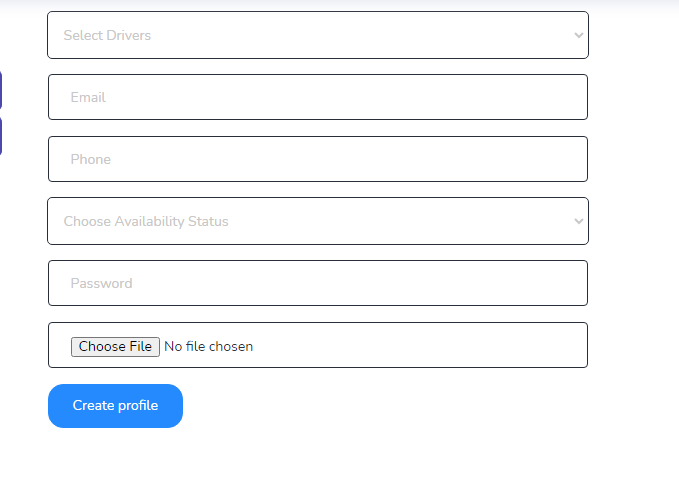 Select Drivers
Email
Phone
Choose Availability Status
Password
Choose File No file chosen
Create profile